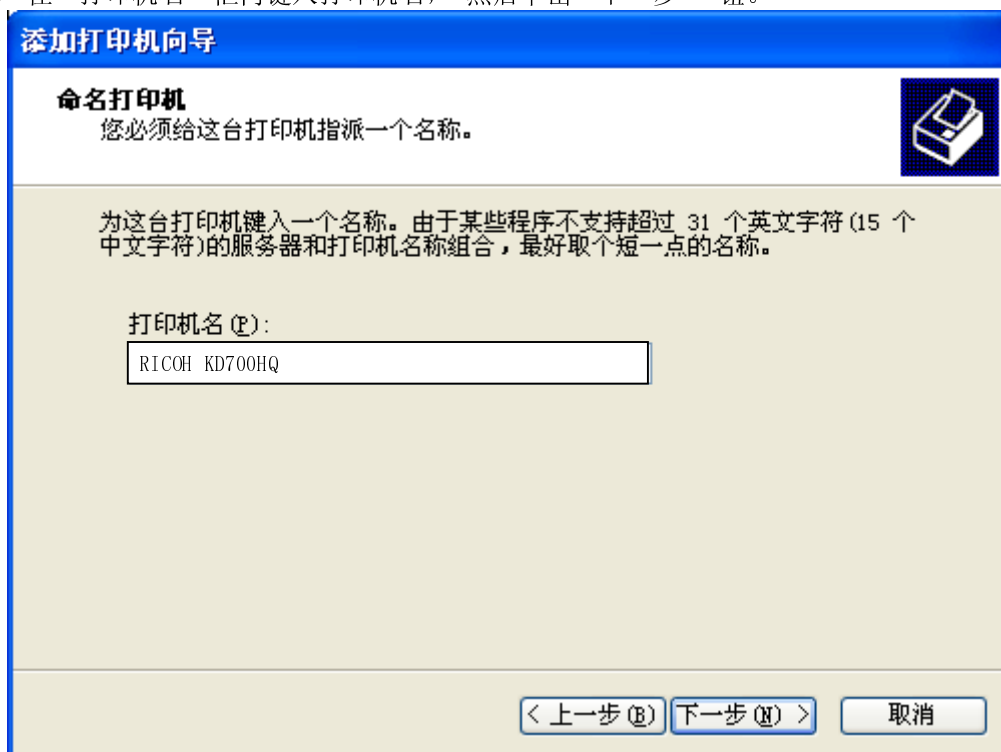 添加打印机向导
命名打印机
您必须给这台打印机指派一个名称。
为这台打印机键入一个名称。由于某些程序不支持超过 31 个英文字符(15 个
中文字符)的服务器和打印机名称组合，最好取个短一点的名称。
打印机名(P):
RICOH KD700HQ
< 上一步(B) 下一步(N) > 取消